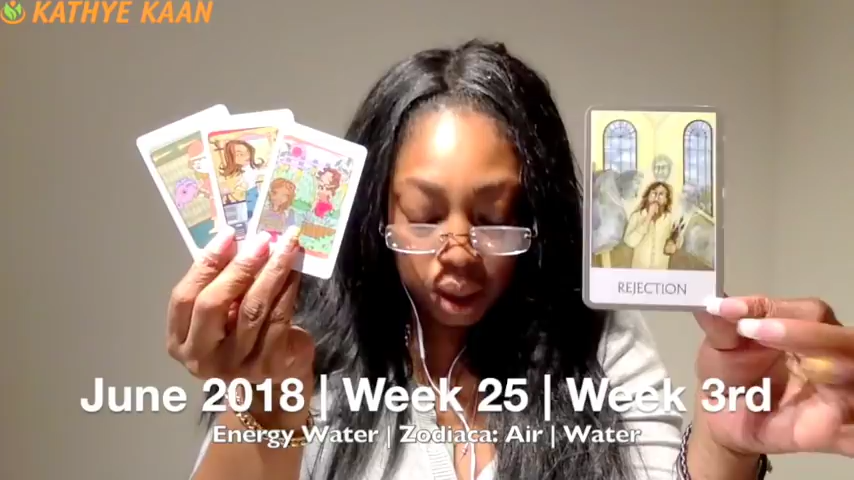 KATHYE KAAN
REJECTION
June 2018 | Week 25 | Week 3rd
Energy Water | Zodiaca: Air | Water